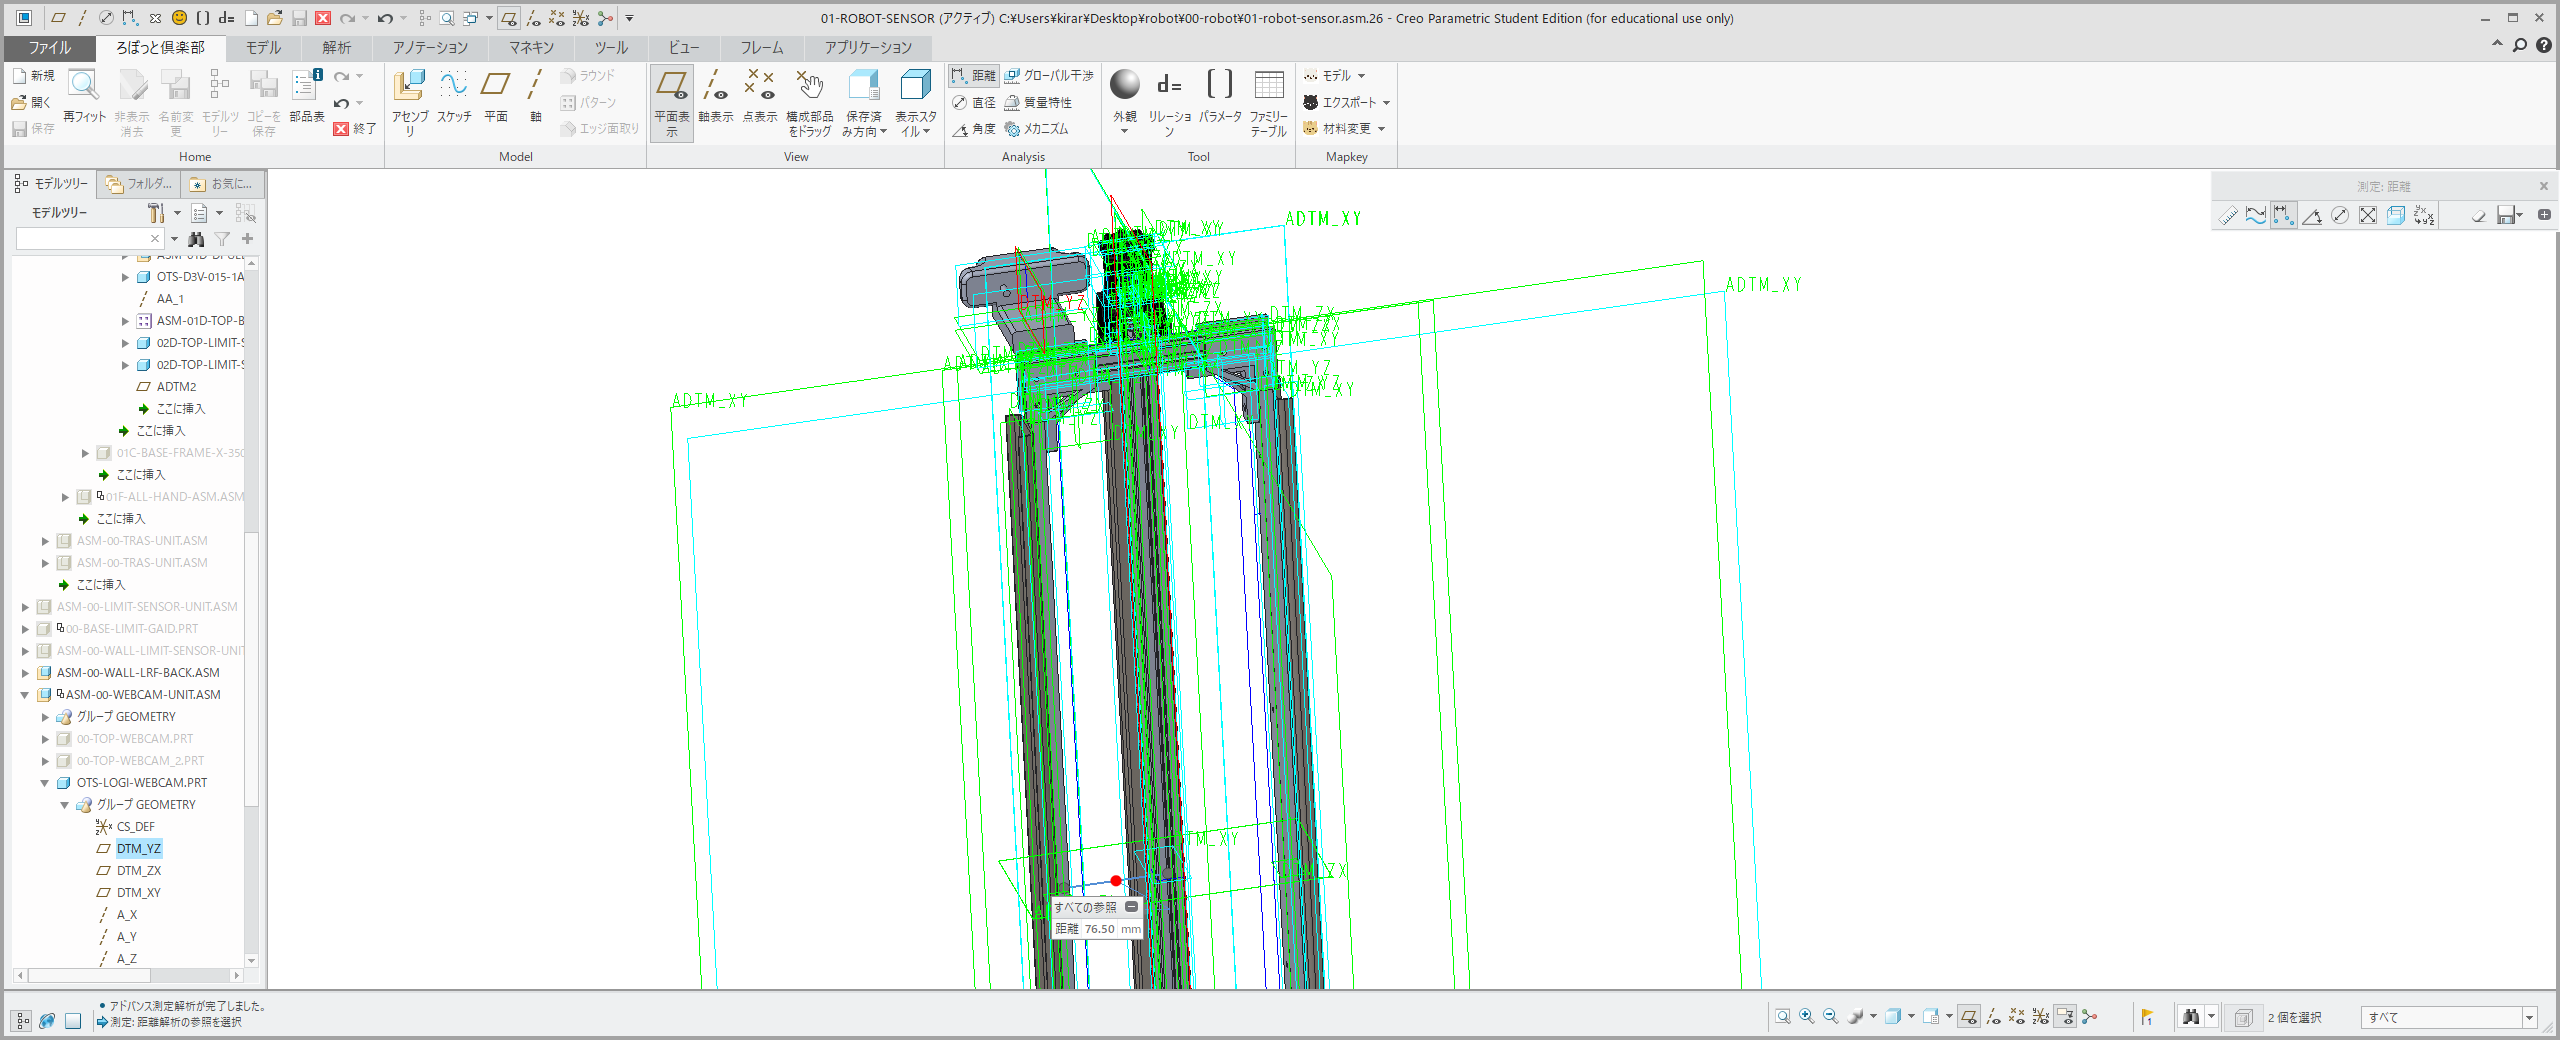 01-ROBOT-SENSOR (アクティブ) C:¥Users¥kirar¥Desktop¥robot¥00-robot¥01-robot-sensor.asm.26 - Creo Parametric Student Edition (for educational use only)
ファイル ろぼっと倶楽部 モデル 解析 アノテーション マネキン ツール ビュー フレーム アプリケーション
新規
開く
保存
再フィット
非表示消去
名前変更
モデルツリー
コピーを保存
部品表
終了
アセンブリ
スケッチ
平面
軸
ラウンド
パターン
エッジ面取り
平面表示
軸表示
点表示
構成部品をドラッグ
保存済み方向
表示スタイル
距離
直径
角度
グローバル干渉
質量特性
メカニズム
外観
リレーション
パラメータ
ファミリーテーブル
モデル
エクスポート
材料変更
Home Model View Analysis Tool Mapkey
モデルツリー フォルダ... お気に...
モデルツリー
OTS-D3V-015-1A
AA_1
ASM-01D-TOP-B
02D-TOP-LIMIT-S
02D-TOP-LIMIT-S
ADTM2
ここに挿入
ここに挿入
01C-BASE-FRAME-X-350
ここに挿入
01F-ALL-HAND-ASM.ASM
ここに挿入
ASM-00-TRAS-UNIT.ASM
ASM-00-TRAS-UNIT.ASM
ここに挿入
ASM-00-LIMIT-SENSOR-UNIT.ASM
00-BASE-LIMIT-GAID.PRT
ASM-00-WALL-LIMIT-SENSOR-UNIT
ASM-00-WALL-LRF-BACK.ASM
ASM-00-WEBCAM-UNIT.ASM
グループ GEOMETRY
00-TOP-WEBCAM.PRT
00-TOP-WEBCAM_2.PRT
OTS-LOGI-WEBCAM.PRT
グループ GEOMETRY
CS_DEF
DTM_YZ
DTM_ZX
DTM_XY
A_X
A_Y
A_Z
測定: 距離
ADTM_XY
ADTM_XY
ADTM_XY
すべての参照
距離 76.50 mm
アドバンス測定解析が完了しました。
測定: 距離解析の参照を選択
2 個を選択
すべて